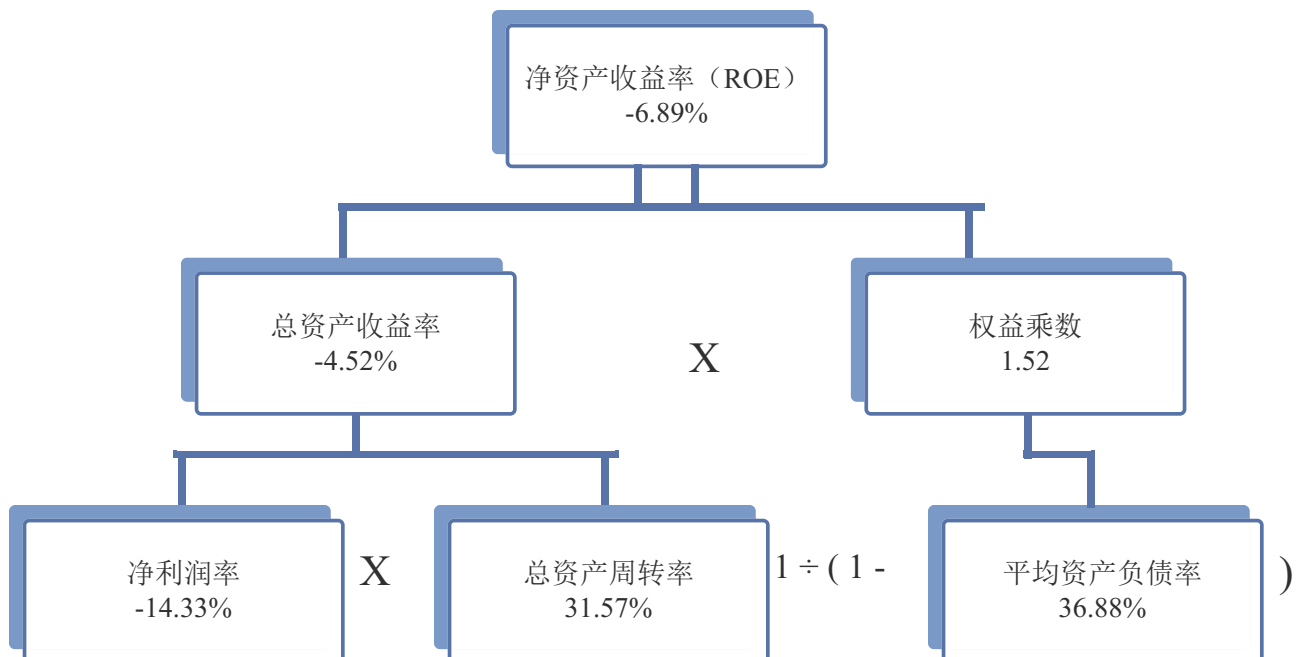 净资产收益率（ROE）
-6.89%
总资产收益率
-4.52%
X
权益乘数
1.52
净利润率
-14.33%
X
总资产周转率
31.57%
1 ÷ ( 1 -
平均资产负债率
36.88%
)